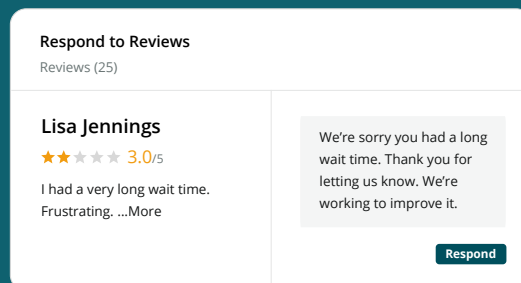 Respond to Reviews
Reviews (25)
Lisa Jennings
3.0/5
I had a very long wait time.
Frustrating. ...More
We're sorry you had a long
wait time. Thank you for
letting us know. We're
working to improve it.
Respond